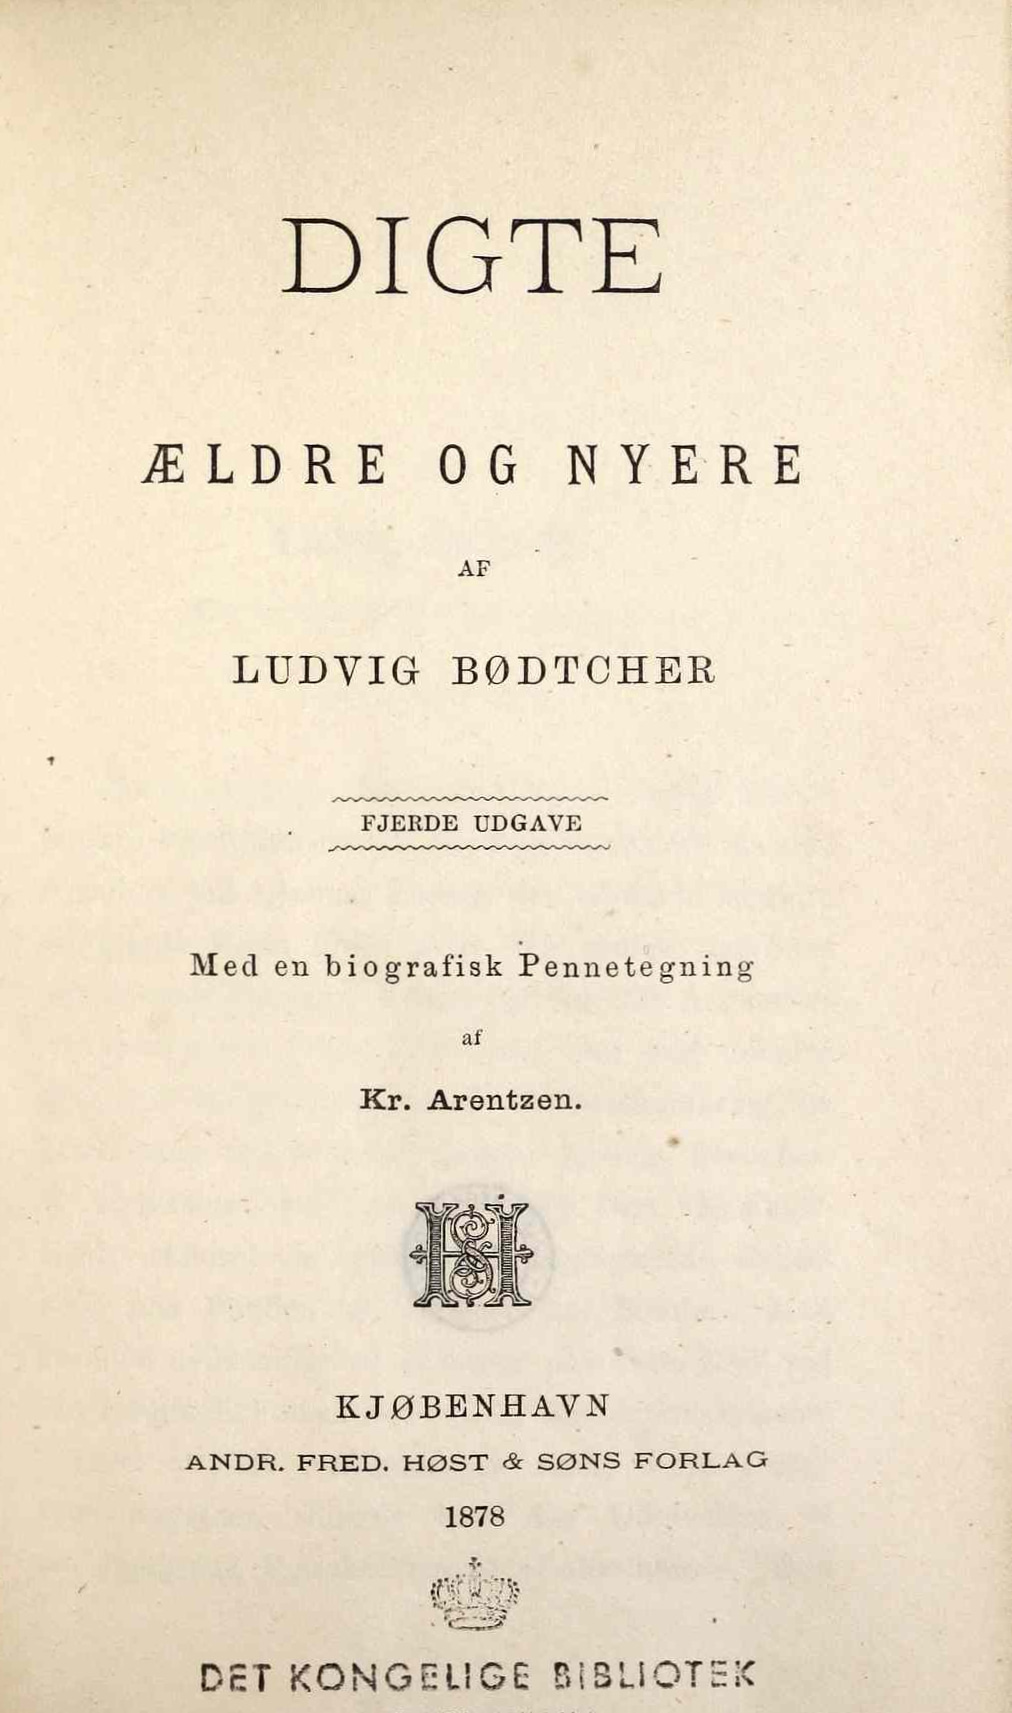 DIGTE
ÆLDRE OG NYERE
AF
LUDVIG BØDTCHER
FJERDE UDGAVE
Med en biografisk Pennetegning
af
Kr. Arentzen.
KJØBENHAVN
ANDR. FRED. HØST & SØNS FORLAG
1878
DET KONGELIGE BIBLIOTEK